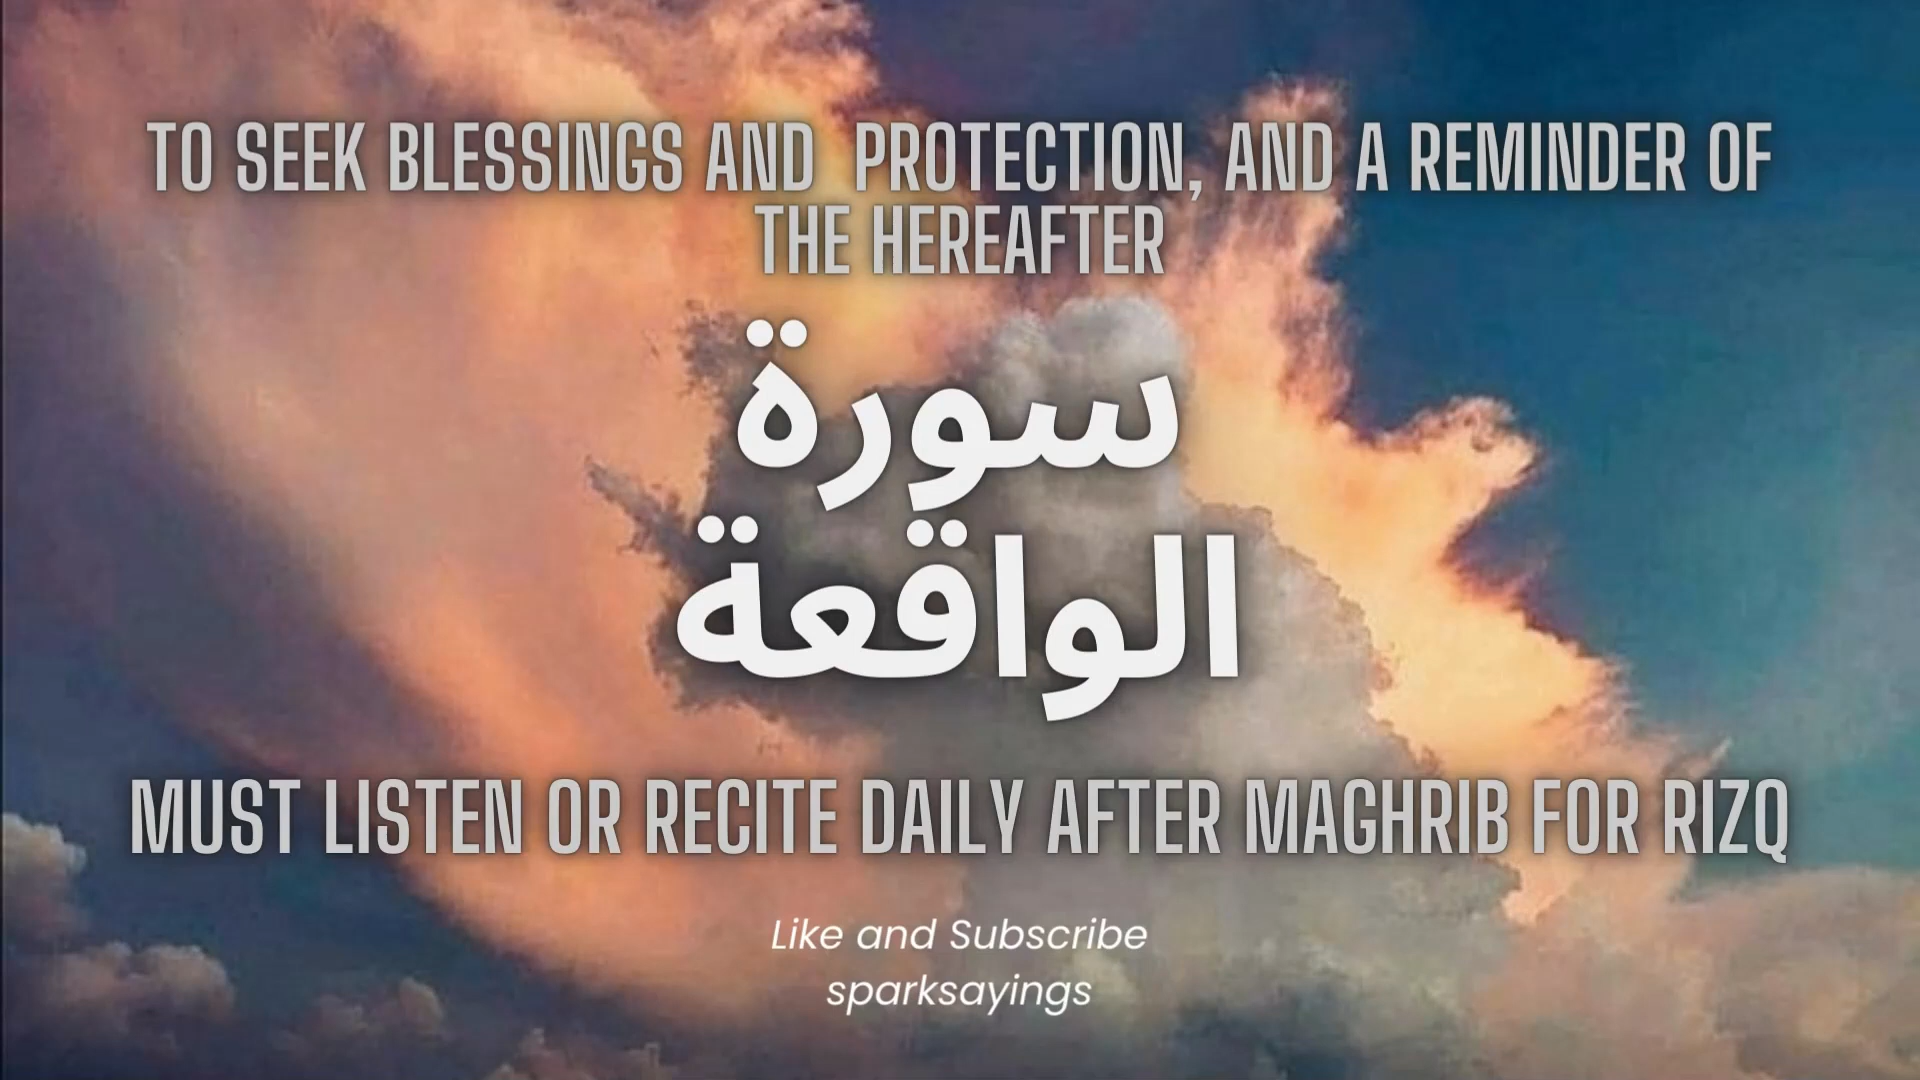 TO SEEK BLESSINGS AND  PROTECTION, AND A REMINDER OF
THE HEREAFTER
سورة
الواقعة
MUST LISTEN OR RECITE DAILY AFTER MAGHRIB FOR RIZQ
Like and Subscribe
sparksayings